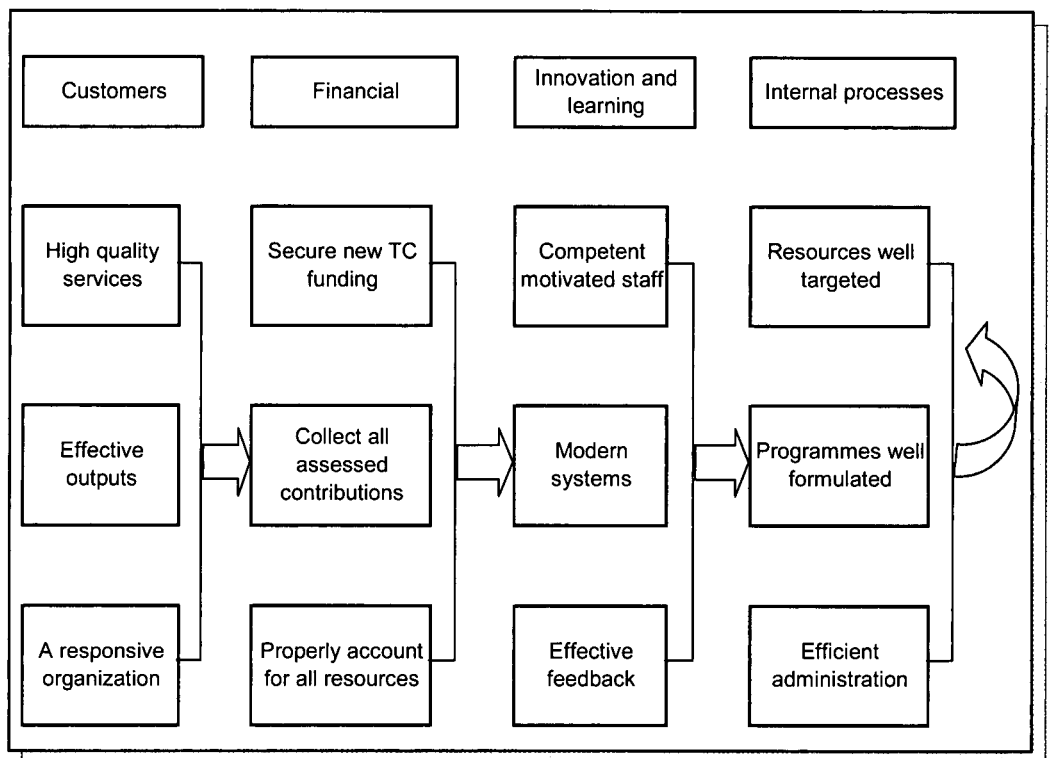 Customers
Financial
Innovation and
learning
Internal processes
High quality
services
Secure new TC
funding
Competent
motivated staff
Resources well
targeted
Effective
outputs
Collect all
assessed
contributions
Modern
systems
Programmes well
formulated
A responsive
organization
Properly account
for all resources
Effective
feedback
Efficient
administration